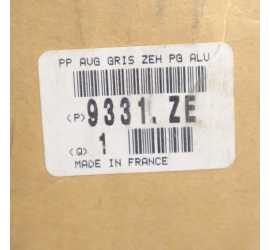 PP AVG GRIS ZEH PG ALU
(P) 9331. ZE
(Q) 1
MADE IN FRANCE